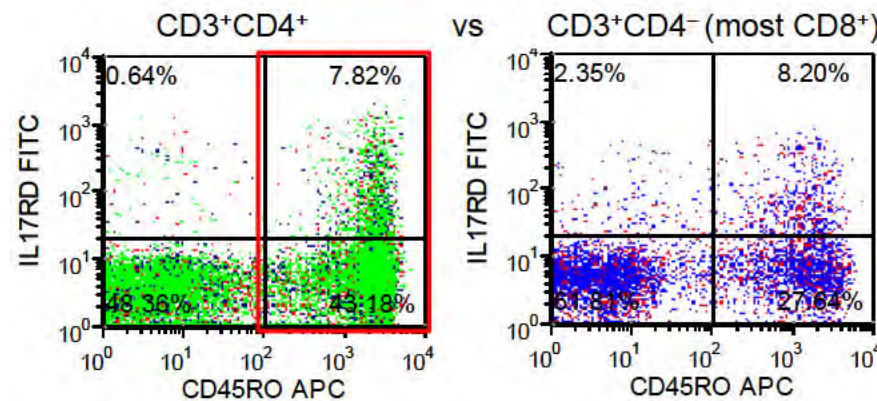 CD3⁺CD4⁺ vs CD3⁺CD4⁻ (most CD8⁺)
IL17RD FITC
10⁴
10³
10²
10¹
10⁰
0.64% 7.82%
48.36% 43.18%
10⁰ 10¹ 10² 10³ 10⁴
CD45RO APC
IL17RD FITC
10⁴
10³
10²
10¹
10⁰
2.35% 8.20%
61.81% 27.64%
10⁰ 10¹ 10² 10³ 10⁴
CD45RO APC